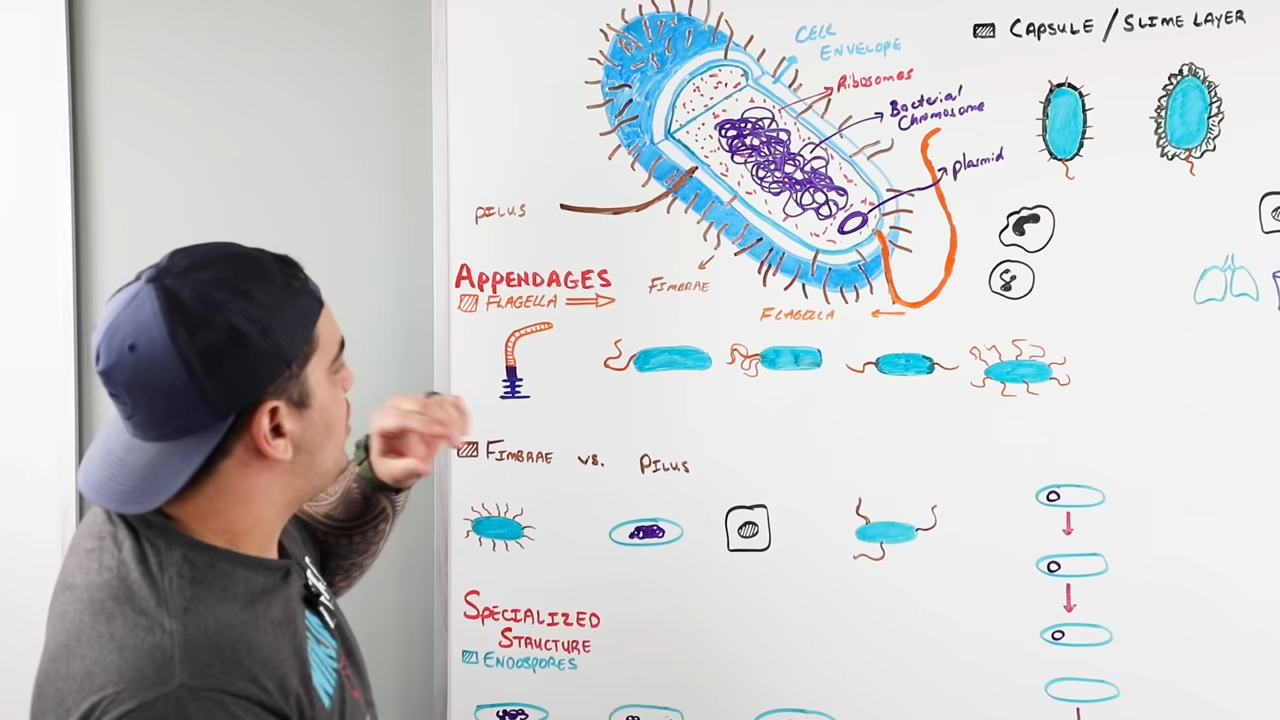 CAPSULE / SLIME LAYER
CELL
ENVELOPE
Ribosomes
Bacterial
Chromosome
plasmid
PILUS
APPENDAGES
FIMBRAE
FLAGELLA
FLAGELLA
FIMBRAE vs. PILUS
SPECIALIZED
STRUCTURE
ENDOSPORES